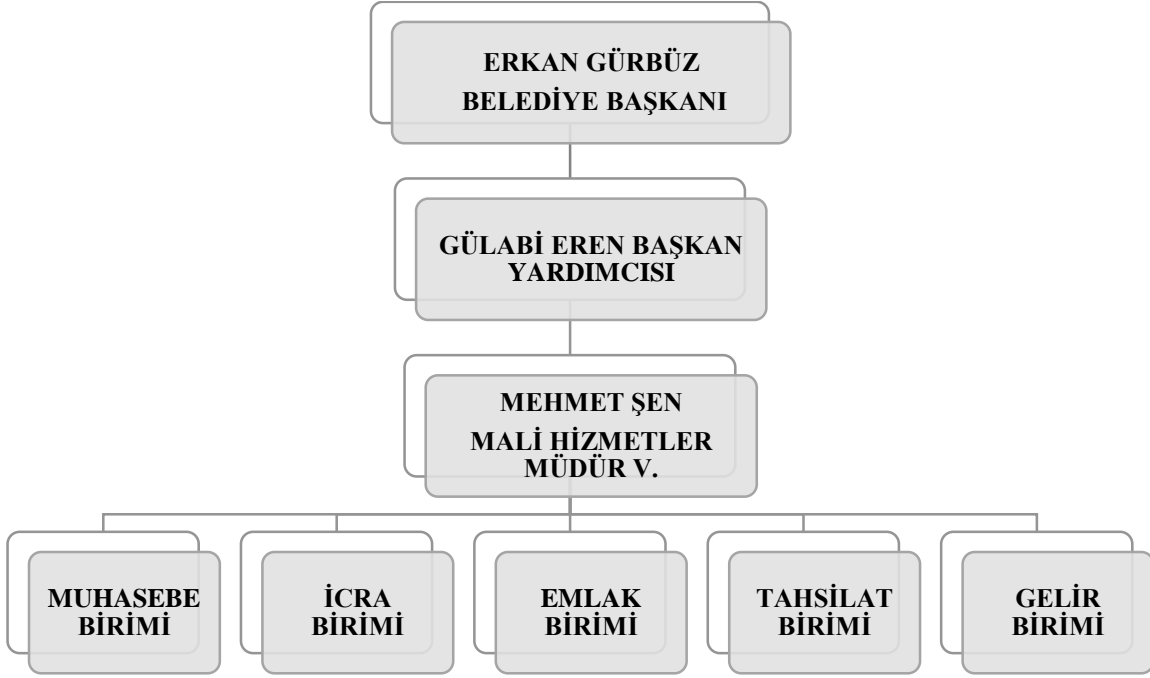 ERKAN GÜRBÜZ
BELEDİYE BAŞKANI
GÜLABİ EREN BAŞKAN
YARDIMCISI
MEHMET ŞEN
MALİ HİZMETLER
MÜDÜR V.
MUHASEBE
BİRİMİ
İCRA
BİRİMİ
EMLAK
BİRİMİ
TAHSİLAT
BİRİMİ
GELİR
BİRİMİ